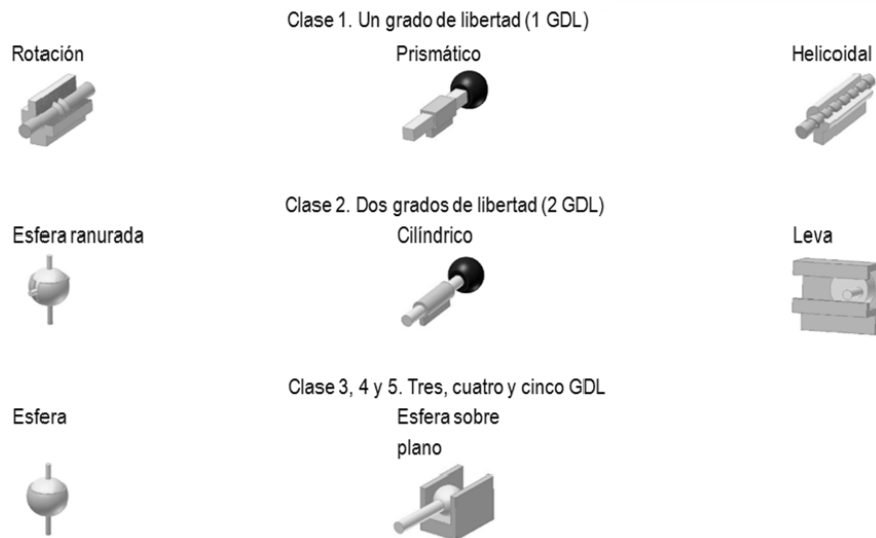 Clase 1. Un grado de libertad (1 GDL)
Rotación
Prismático
Helicoidal
Clase 2. Dos grados de libertad (2 GDL)
Esfera ranurada
Cilíndrico
Leva
Clase 3, 4 y 5. Tres, cuatro y cinco GDL
Esfera
Esfera sobre
plano